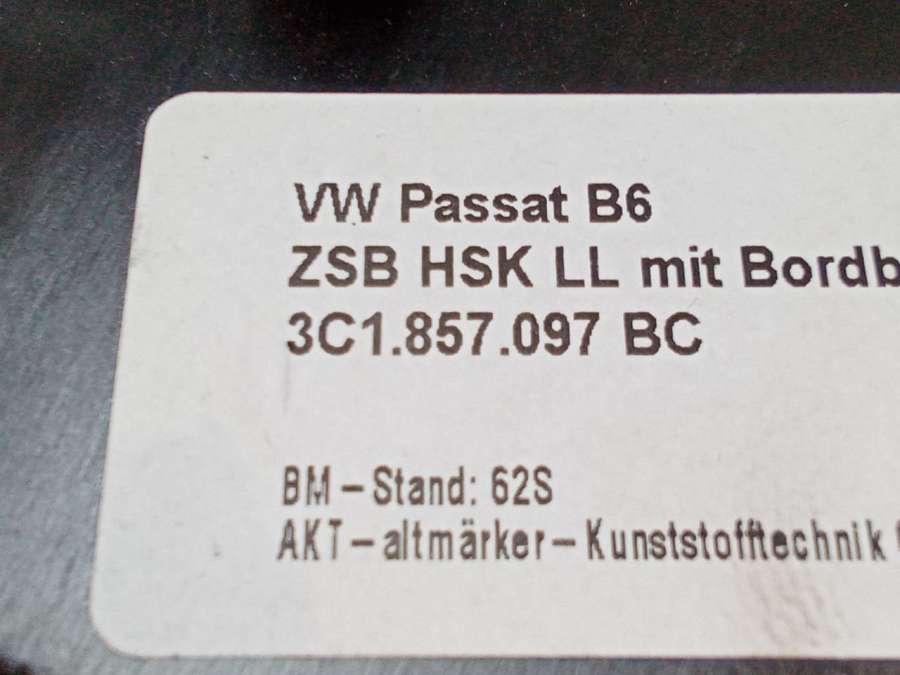 VW Passat B6
ZSB HSK LL mit Bordb
3C1.857.097 BC
BM-Stand: 62S
AKT-altmärker-Kunststofftechnik